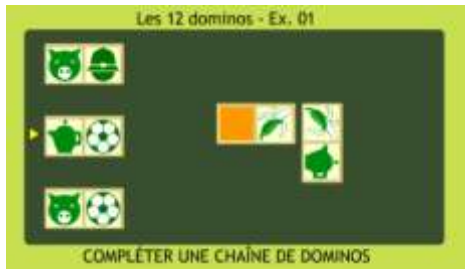 Les 12 dominos - Ex. 01
COMPLÉTER UNE CHAÎNE DE DOMINOS